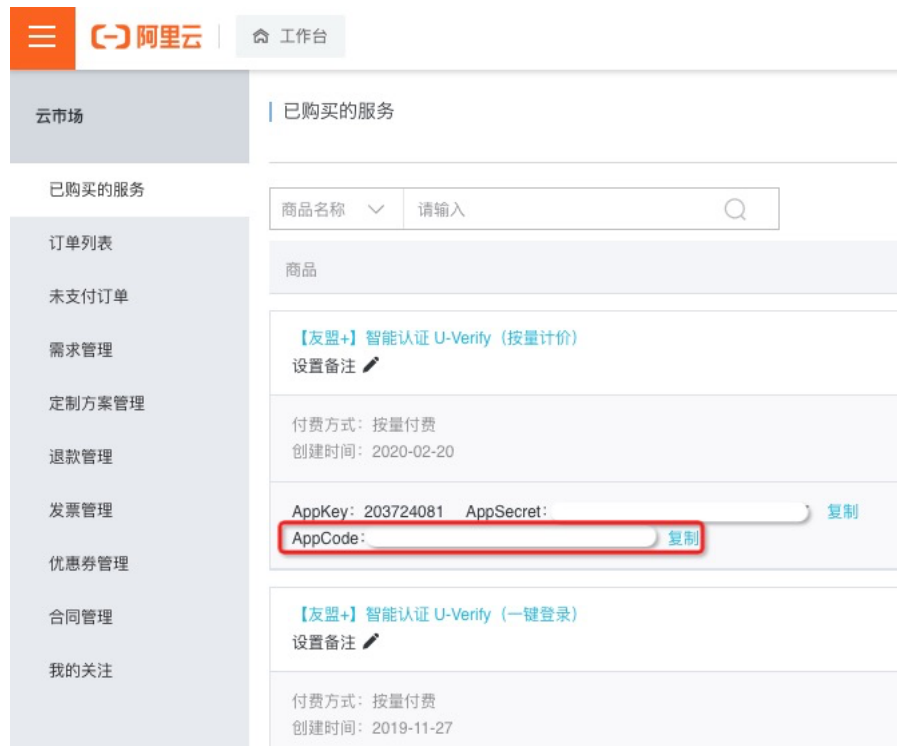 阿里云
工作台
云市场
已购买的服务
订单列表
未支付订单
需求管理
定制方案管理
退款管理
发票管理
优惠券管理
合同管理
我的关注
已购买的服务
商品名称 请输入
商品
【友盟+】智能认证 U-Verify（按量计价）
设置备注
付费方式：按量付费
创建时间：2020-02-20
AppKey：203724081 AppSecret： 复制
AppCode： 复制
【友盟+】智能认证 U-Verify（一键登录）
设置备注
付费方式：按量付费
创建时间：2019-11-27